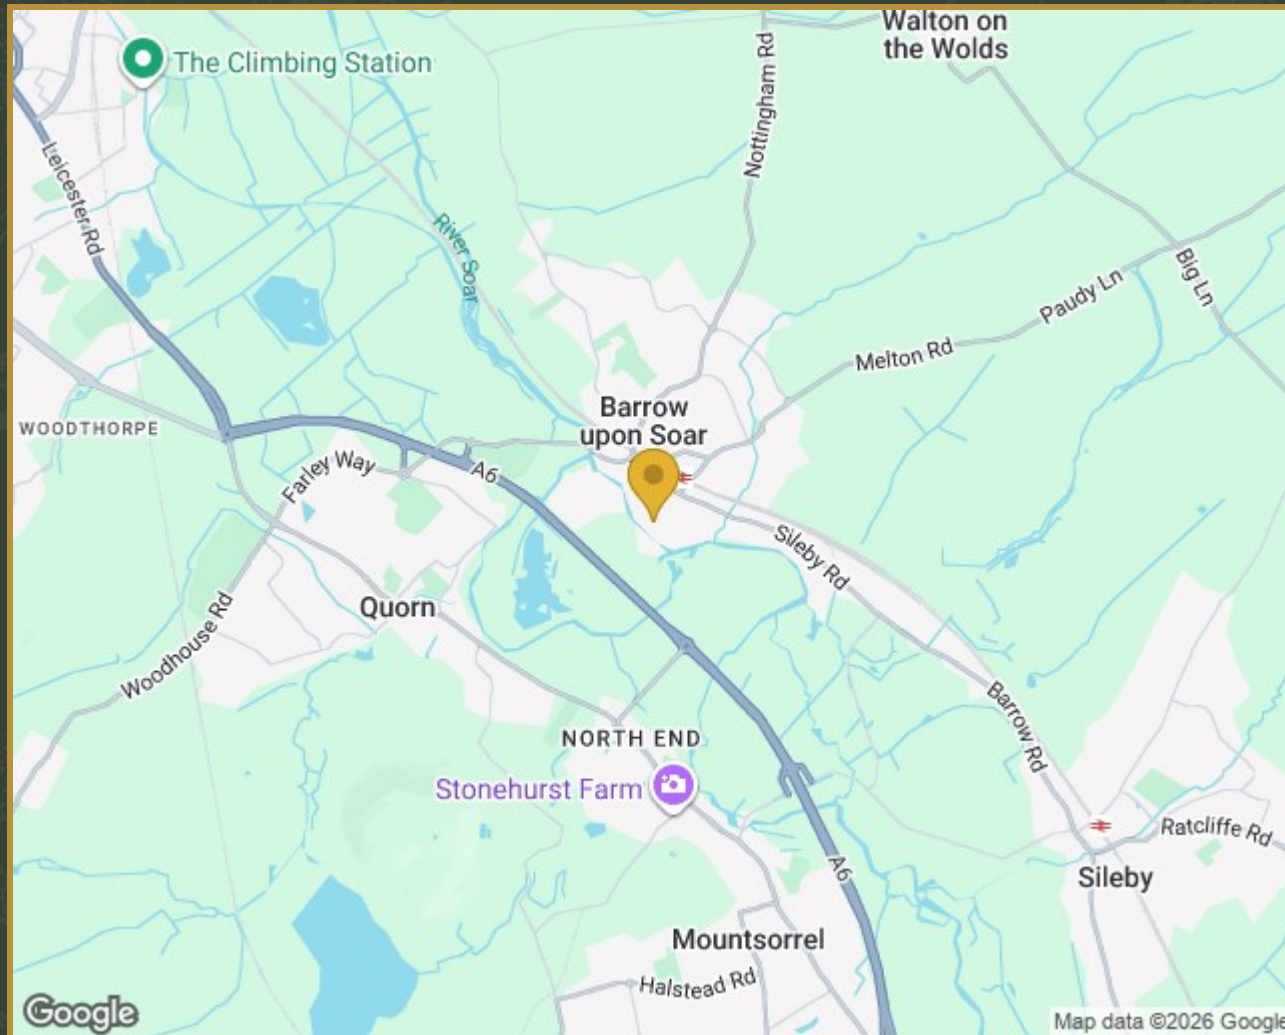 Walton on
the Wolds
The Climbing Station
Nottingham Rd
Leicester Rd
River Soar
Big Ln
Paudy Ln
Melton Rd
Barrow
upon Soar
WOODTHORPE
Farley Way
A6
Sileby Rd
Quorn
Woodhouse Rd
Barrow Rd
NORTH END
Stonehurst Farm
Ratcliffe Rd
A6
Sileby
Mountsorrel
Halstead Rd
Google
Map data ©2026 Google